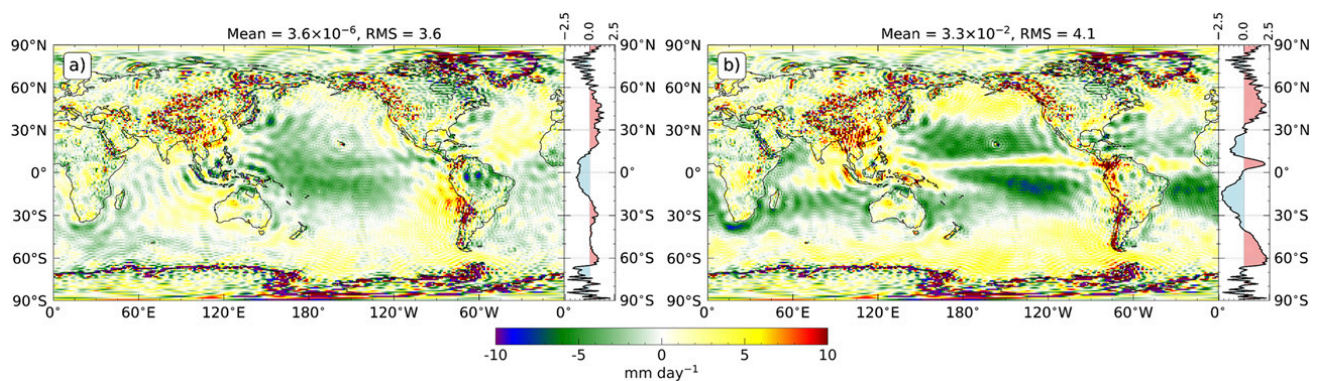 Mean = 3.6×10⁻⁶, RMS = 3.6
−2.5 0.0 2.5
Mean = 3.3×10⁻², RMS = 4.1
−2.5 0.0 2.5
90°N a) 90°N 90°N b) 90°N
60°N 60°N 60°N 60°N
30°N 30°N 30°N 30°N
0° 0° 0° 0°
30°S 30°S 30°S 30°S
60°S 60°S 60°S 60°S
90°S 90°S 90°S 90°S
0° 60°E 120°E 180° 120°W 60°W 0° 0° 60°E 120°E 180° 120°W 60°W 0°
-10 -5 0 5 10
mm day⁻¹